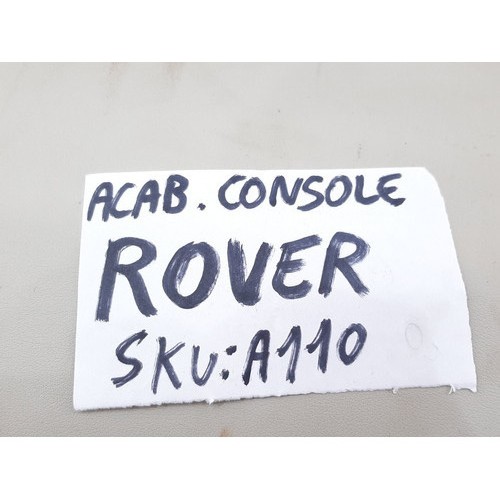 ACAB. CONSOLE
ROVER
SKU: A110